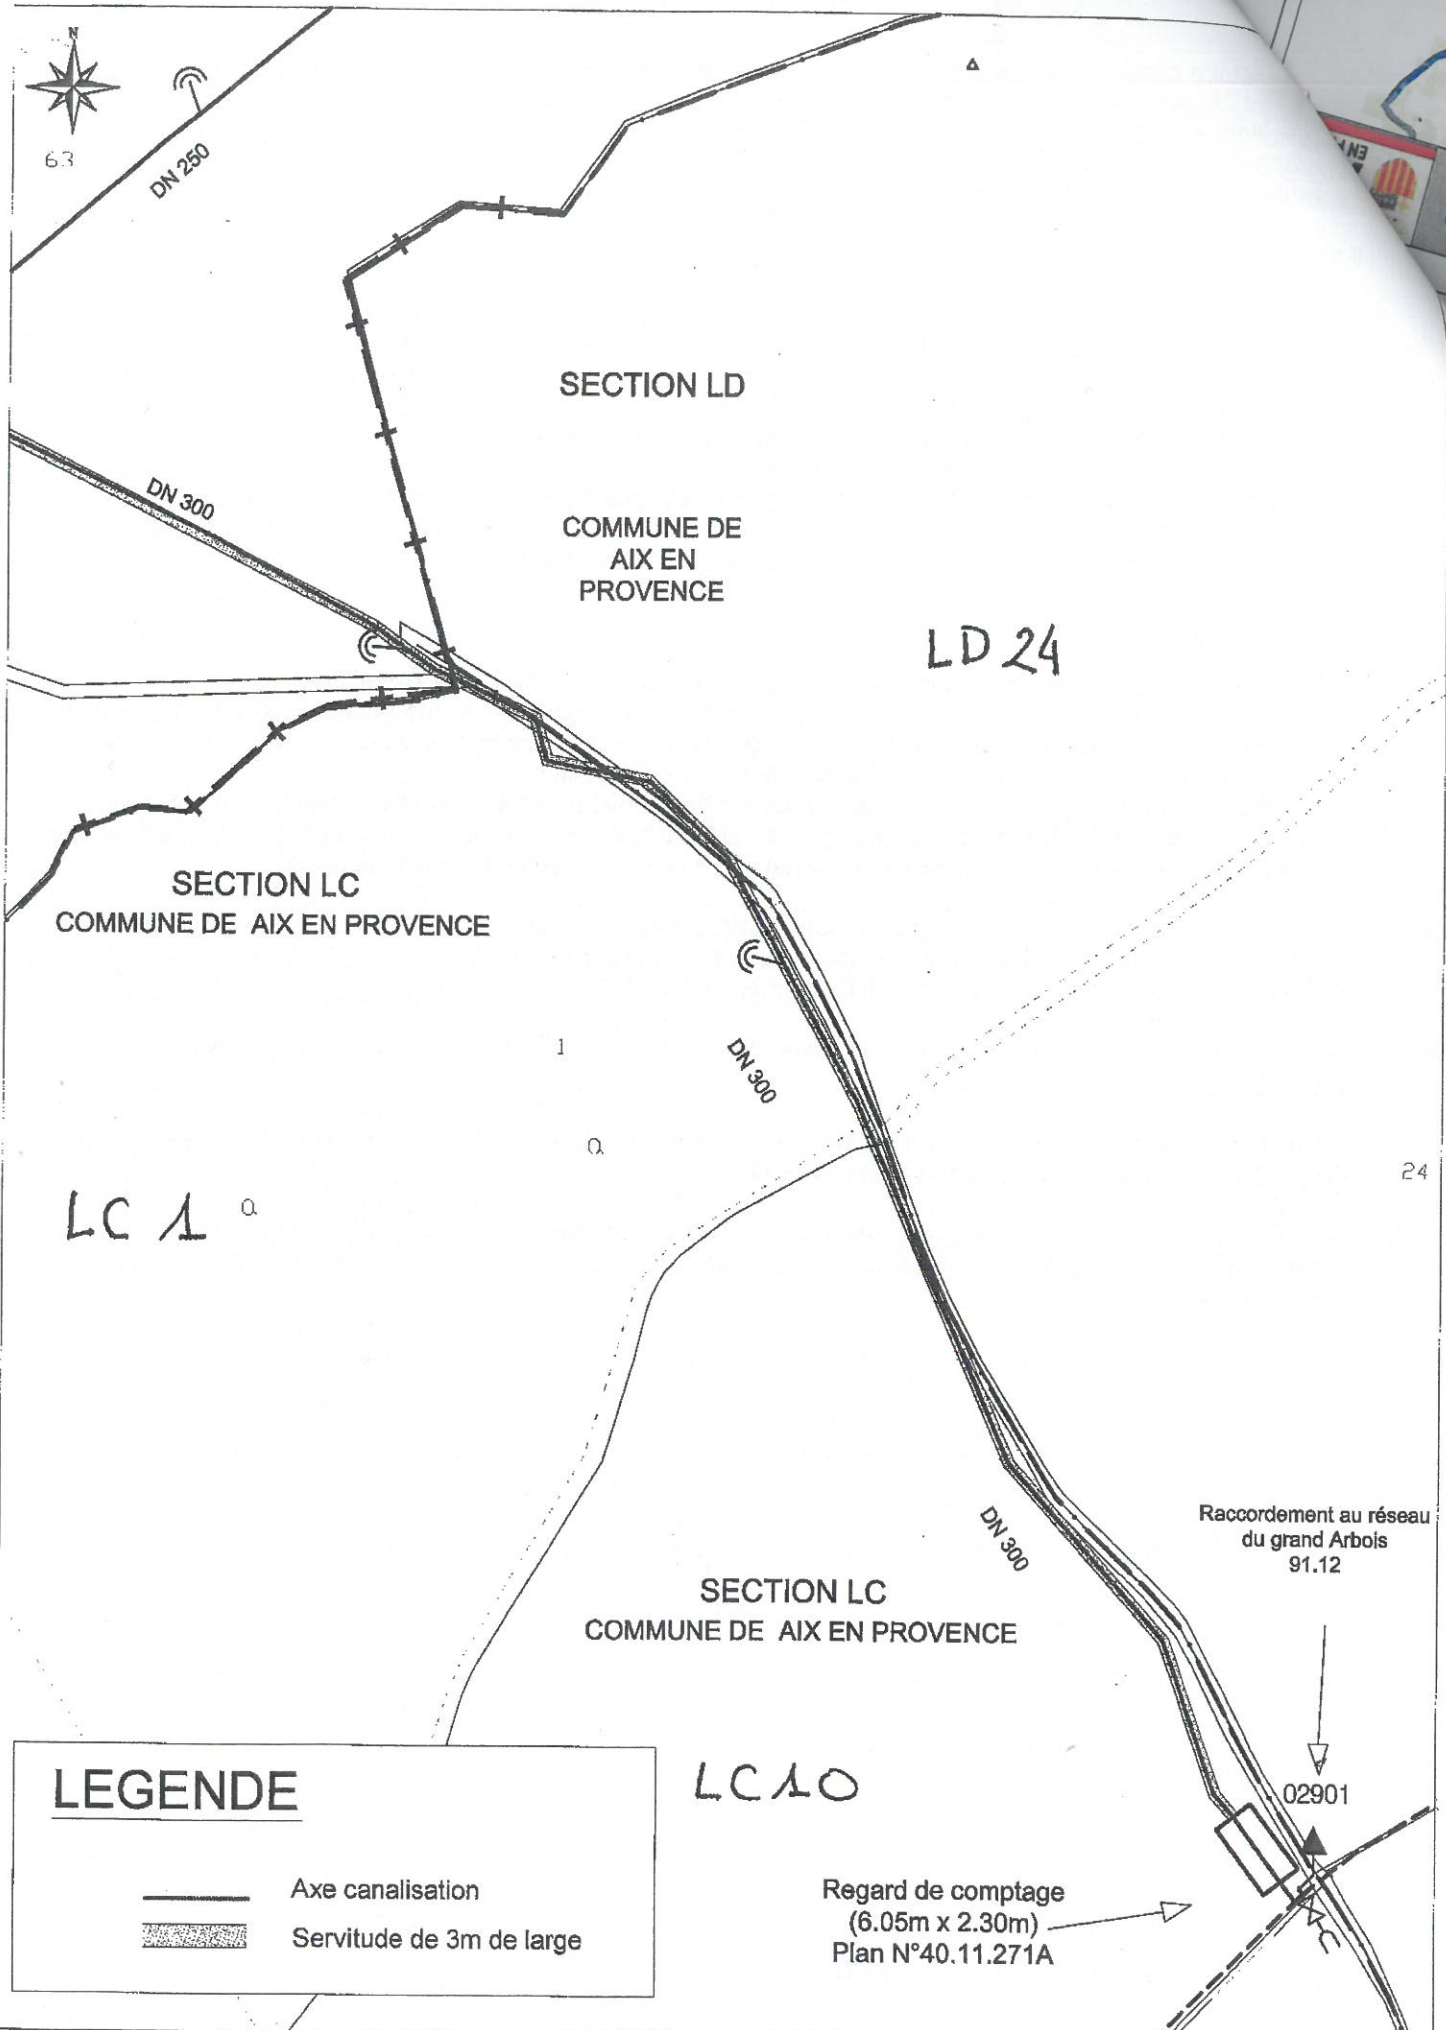 N
63
DN 250
SECTION LD
DN 300
COMMUNE DE
AIX EN
PROVENCE
LD 24
SECTION LC
COMMUNE DE AIX EN PROVENCE
1
DN 300
24
LC 1
DN 300
Raccordement au réseau
du grand Arbois
91.12
SECTION LC
COMMUNE DE AIX EN PROVENCE
LEGENDE
LC 10
02901
Axe canalisation
Servitude de 3m de large
Regard de comptage
(6.05m x 2.30m)
Plan N°40.11.271A